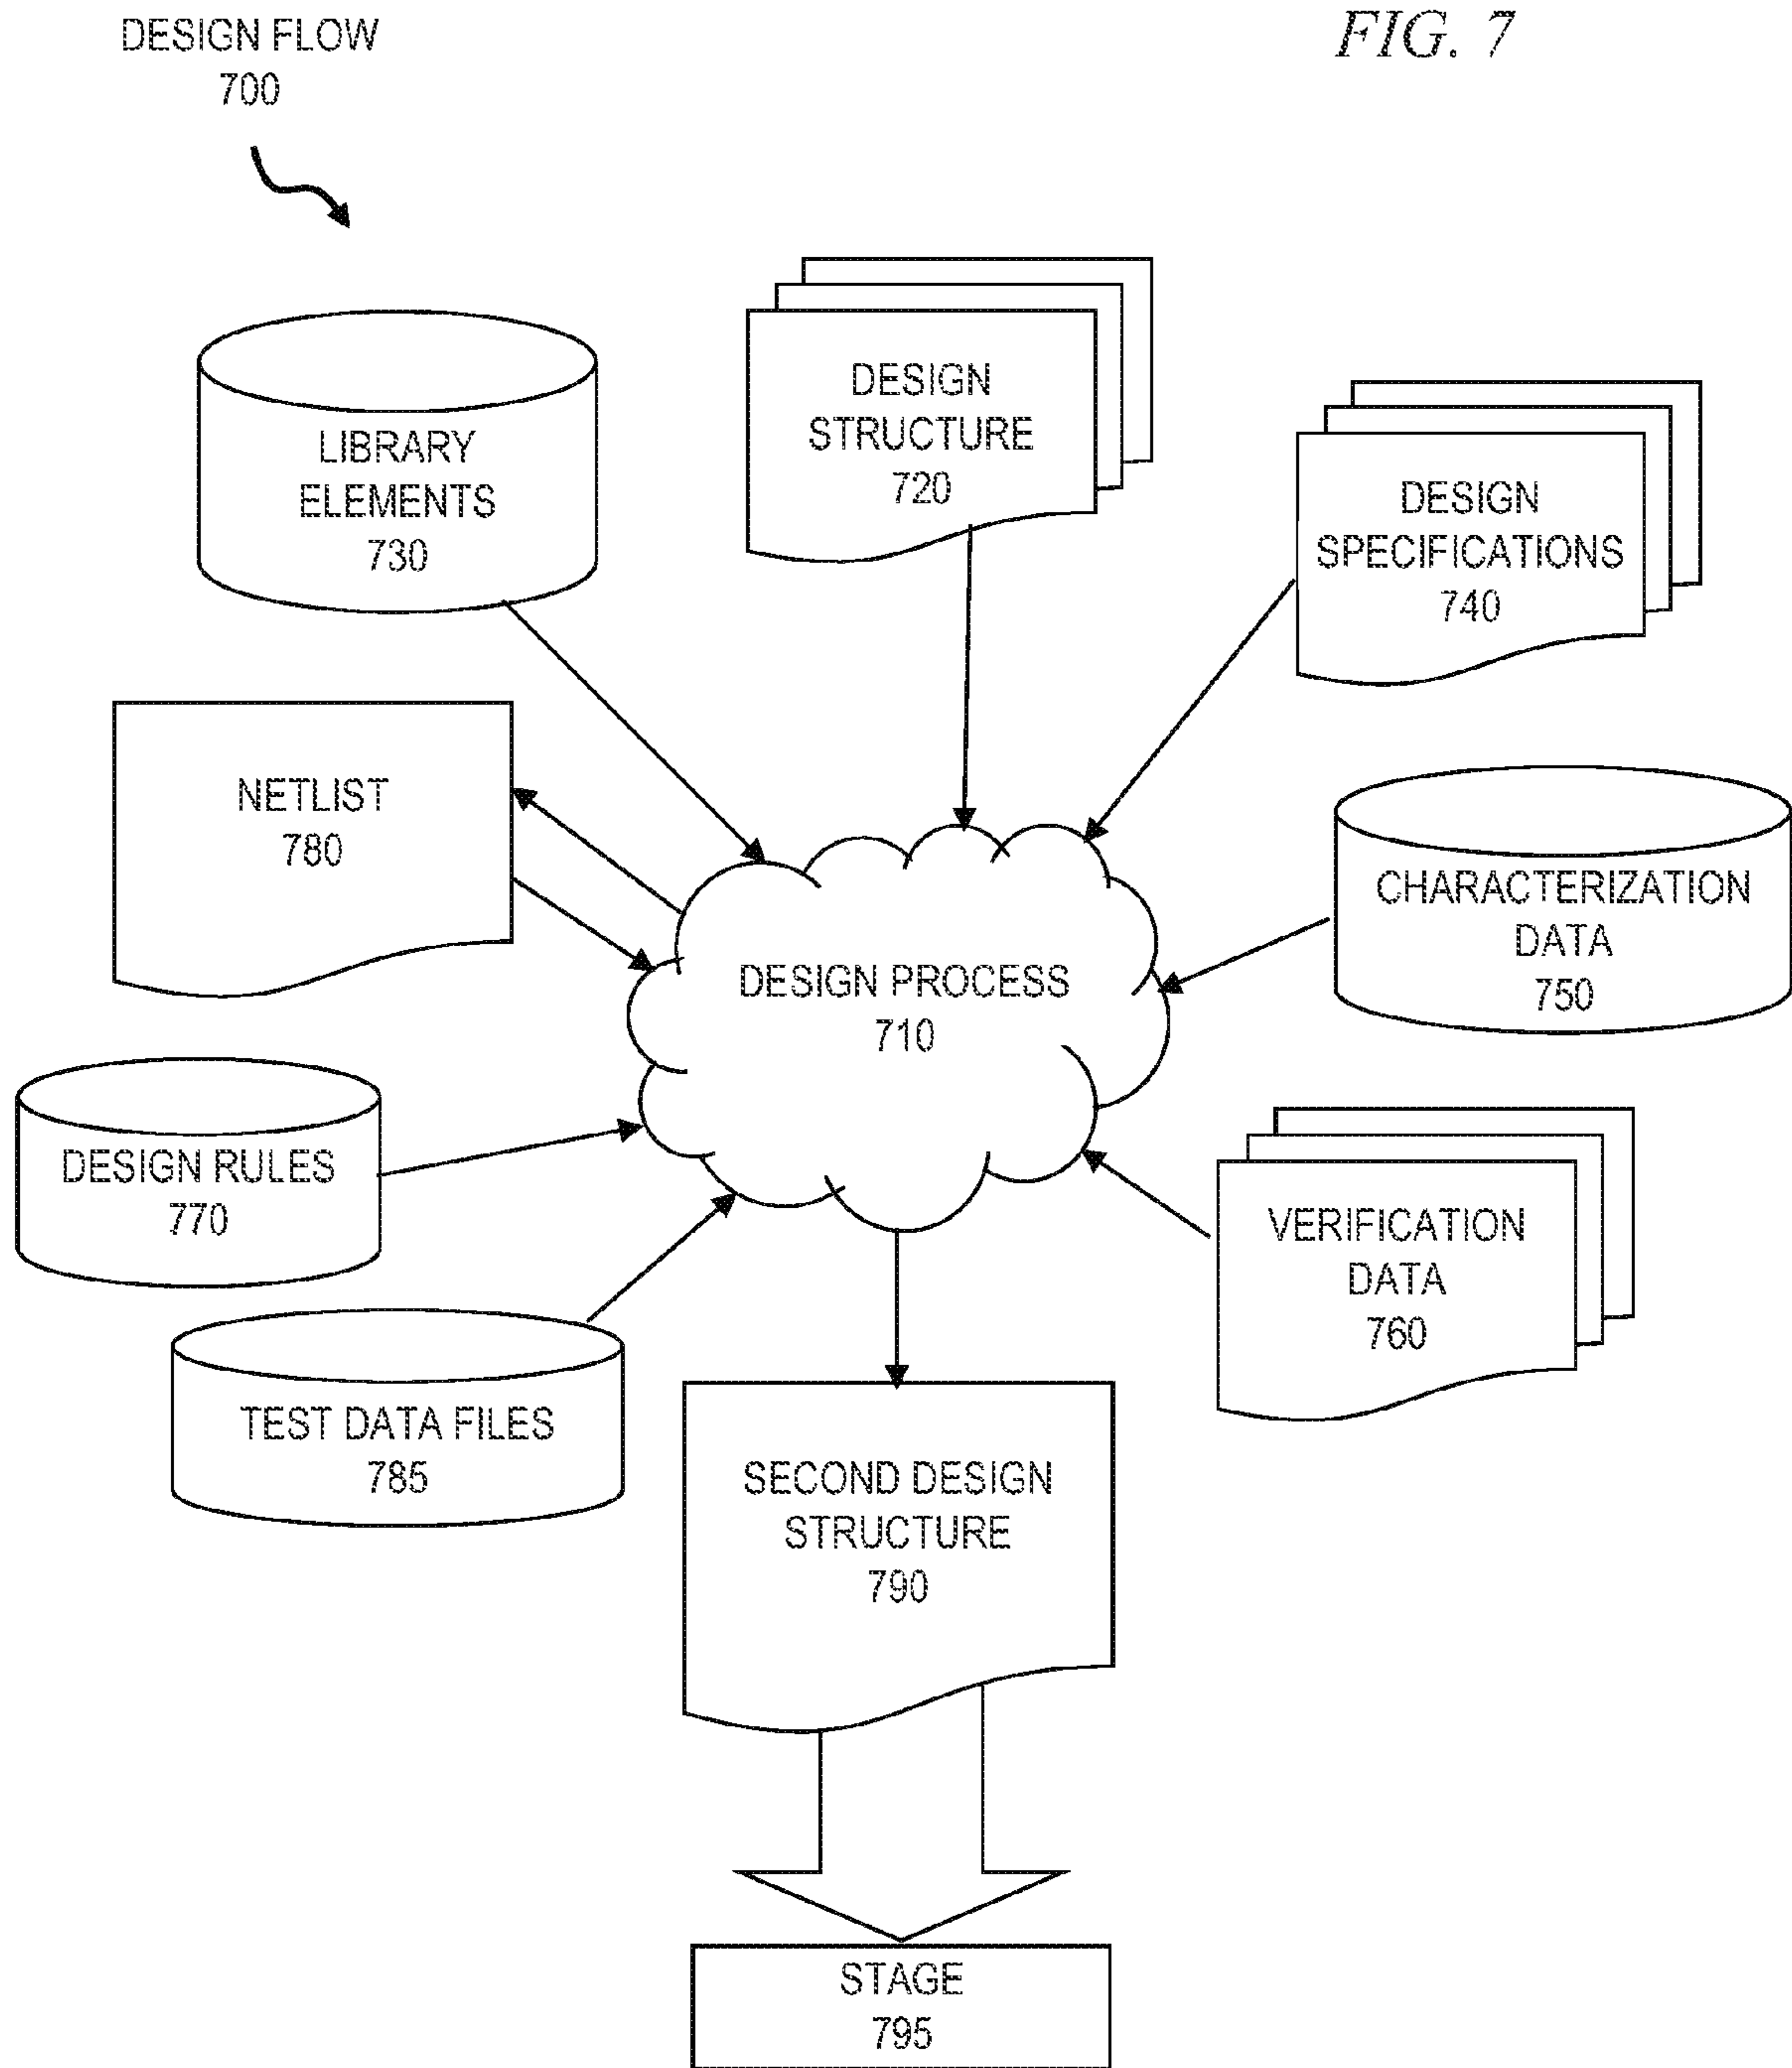 DESIGN FLOW
700
FIG. 7
LIBRARY
ELEMENTS
730
DESIGN
STRUCTURE
720
DESIGN
SPECIFICATIONS
740
NETLIST
780
CHARACTERIZATION
DATA
750
DESIGN PROCESS
710
DESIGN RULES
770
VERIFICATION
DATA
760
TEST DATA FILES
785
SECOND DESIGN
STRUCTURE
790
STAGE
795